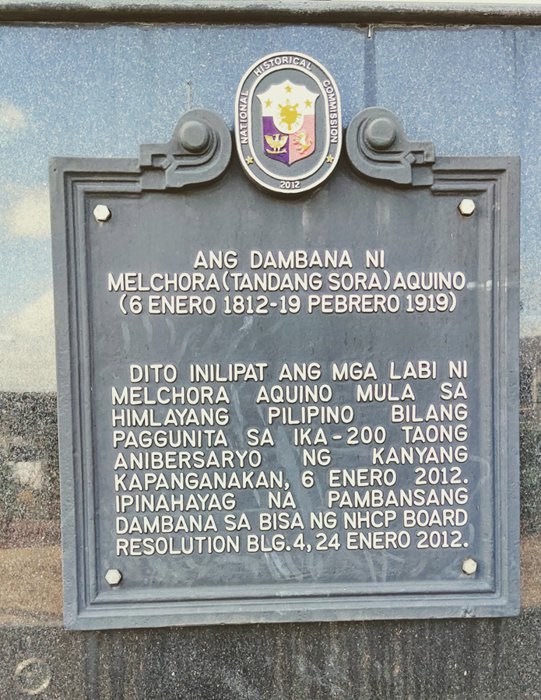 NATIONAL HISTORICAL COMMISSION
2012
ANG DAMBANA NI
MELCHORA (TANDANG SORA) AQUINO
(6 ENERO 1812-19 PEBRERO 1919)
DITO INILIPAT ANG MGA LABI NI
MELCHORA AQUINO MULA SA
HIMLAYANG PILIPINO BILANG
PAGGUNITA SA IKA-200 TAONG
ANIBERSARYO NG KANYANG
KAPANGANAKAN, 6 ENERO 2012.
IPINAHAYAG NA PAMBANSANG
DAMBANA SA BISA NG NHCP BOARD
RESOLUTION BLG.4, 24 ENERO 2012.